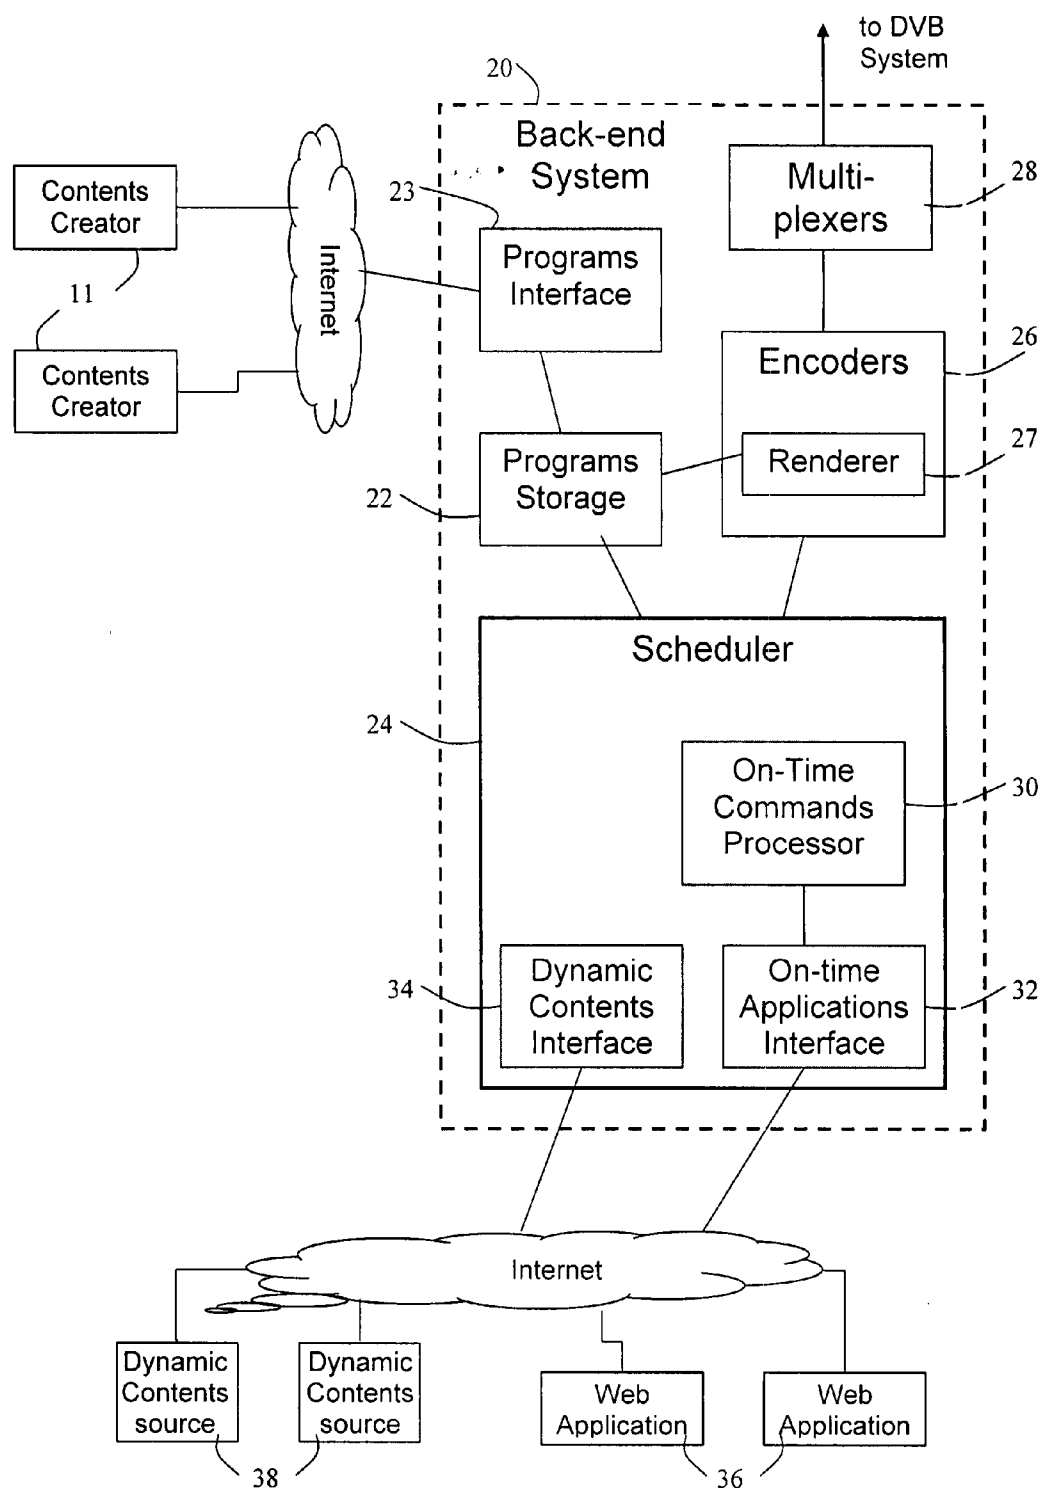 to DVB
System
20
Back-end
System
Multi-
plexers
28
Contents
Creator
23
11
Internet
Programs
Interface
Contents
Creator
Encoders
26
Renderer
27
Programs
Storage
22
Scheduler
24
On-Time
Commands
Processor
30
34
Dynamic
Contents
Interface
On-time
Applications
Interface
32
Internet
Dynamic
Contents
source
Dynamic
Contents
source
Web
Application
Web
Application
38
36